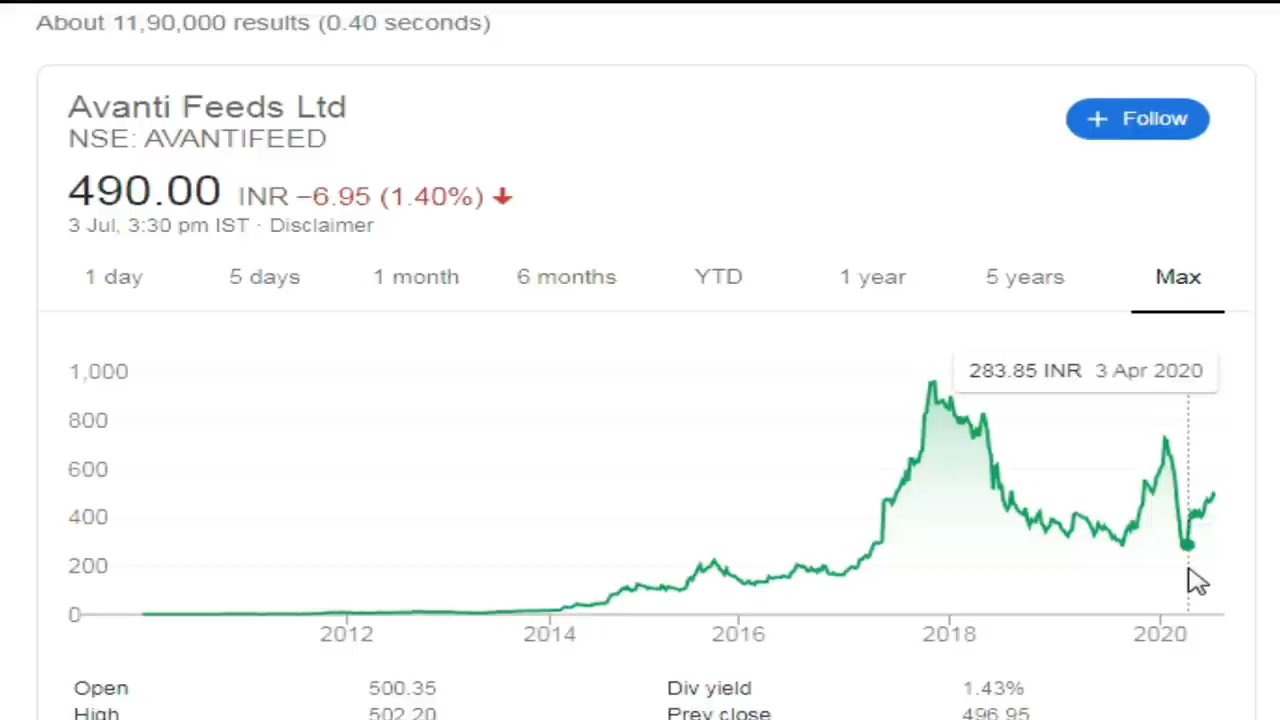 About 11,90,000 results (0.40 seconds)
Avanti Feeds Ltd
NSE: AVANTIFEED
+ Follow
490.00 INR −6.95 (1.40%) ↓
3 Jul, 3:30 pm IST · Disclaimer
1 day 5 days 1 month 6 months YTD 1 year 5 years Max
283.85 INR 3 Apr 2020
1,000
800
600
400
200
0
2012 2014 2016 2018 2020
Open 500.35 Div yield 1.43%
High 502.20 Prev close 496.95